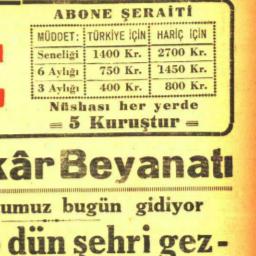 ABONE ŞERAİTİ
MÜDDET: TÜRKİYE İÇİN HARİÇ İÇİN
Seneliği 1400 Kr. 2700 Kr.
6 Aylığı 750 Kr. 1450 Kr.
3 Aylığı 400 Kr. 800 Kr.
Nüshası her yerde
= 5 Kuruştur =
kâr Beyanatı
umuz bugün gidiyor
dün şehri gez-